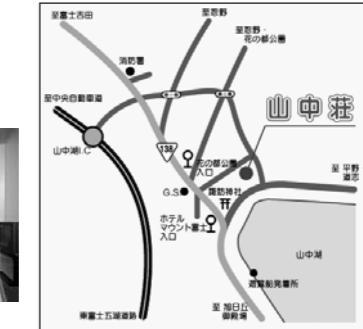 至富士吉田
至忍野
至忍野・
花の都公園
消防署
至中央自動車道
山中荘
山中湖I.C
138
花の都公園
入口
至 平野
道志
G.S
諏訪神社
ホテル
マウント富士
入口
山中湖
遊覧船発着所
東富士五湖道路
至 旭日丘
御殿場